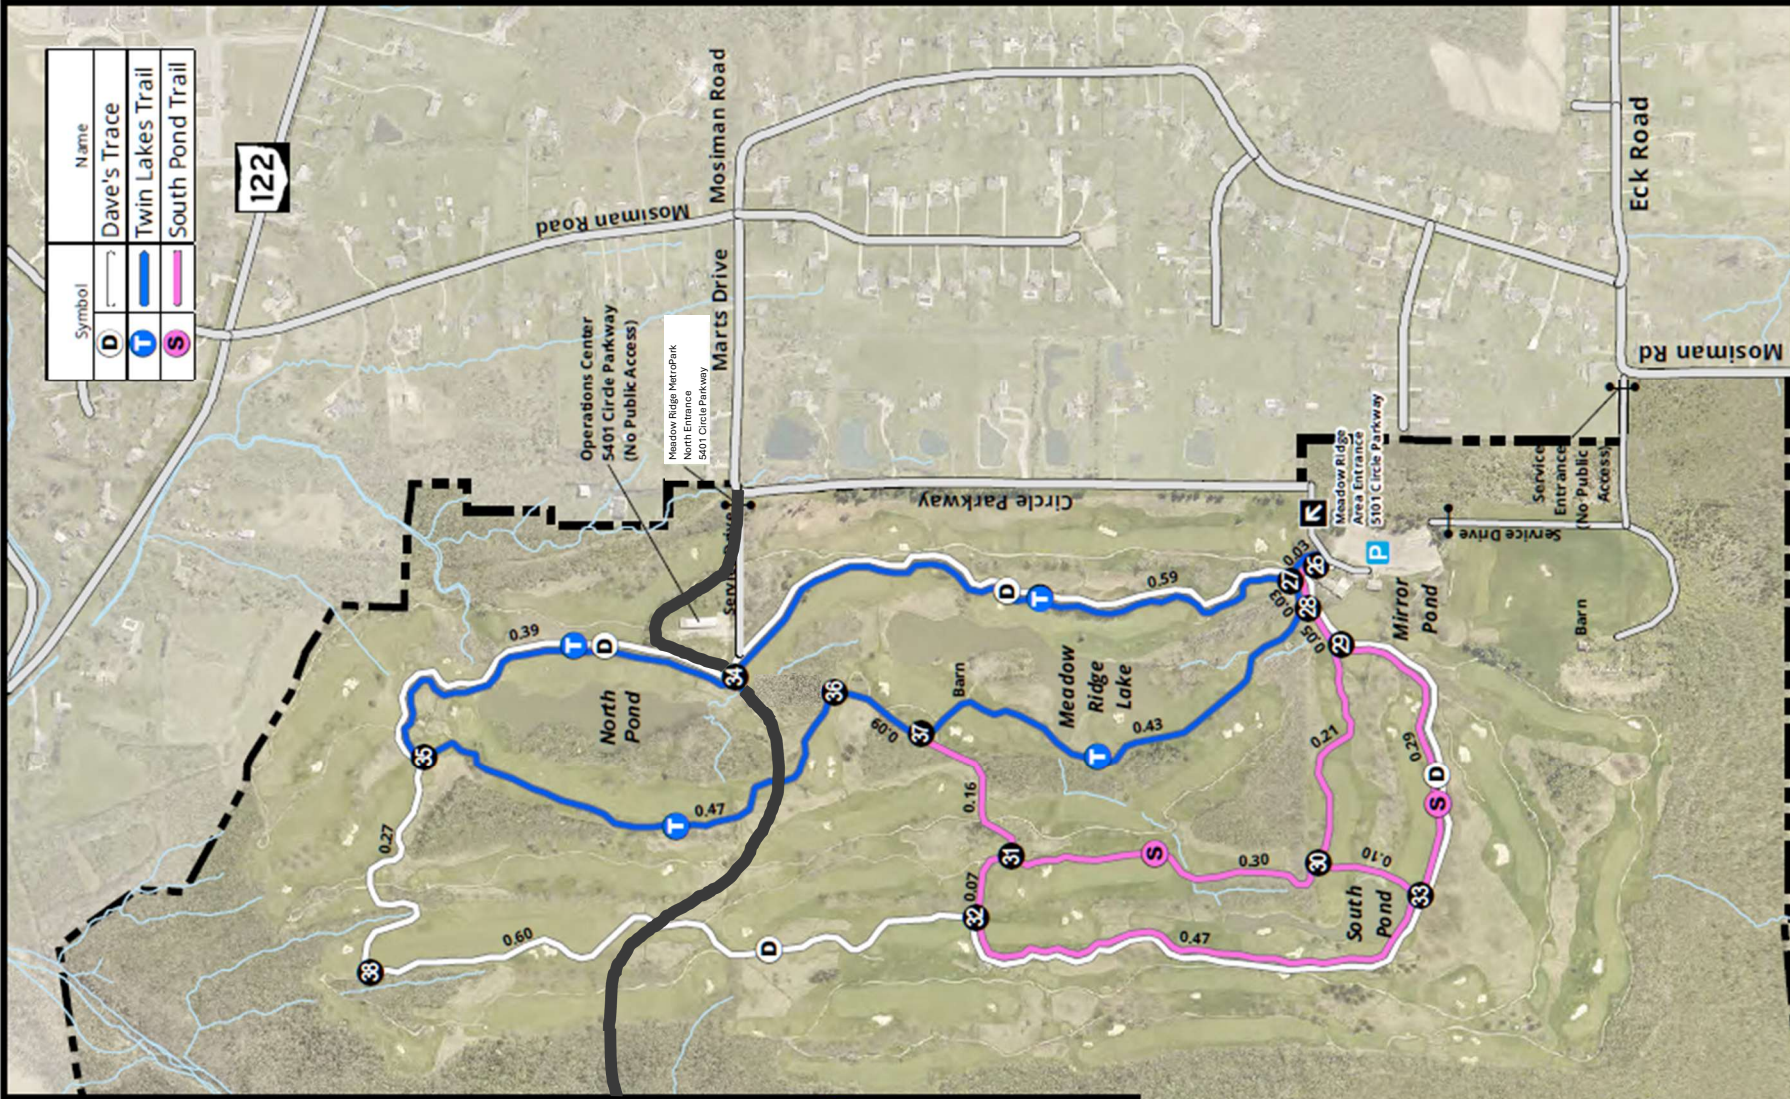 Symbol
Name
D
Dave's Trace
T
Twin Lakes Trail
S
South Pond Trail
122
Mosiman Road
Mosiman Road
Marts Drive
Eck Road
Mosiman Rd
Operations Center
5401 Circle Parkway
(No Public Access)
Meadow Ridge MetroPark
North Entrance
5401 Circle Parkway
Circle Parkway
Meadow Ridge
Area Entrance
5101 Circle Parkway
P
Service
Entrance
(No Public
Access)
Service Drive
Barn
Mirror
Pond
0.03
26
27
0.03
28
0.05
29
0.59
D
T
0.39
T
D
34
North
Pond
35
0.47
T
36
0.09
37
Barn
Meadow
Ridge
Lake
0.43
T
0.27
38
0.60
D
0.16
31
0.07
32
S
0.30
30
0.21
0.29
D
S
0.10
33
South
Pond
0.47